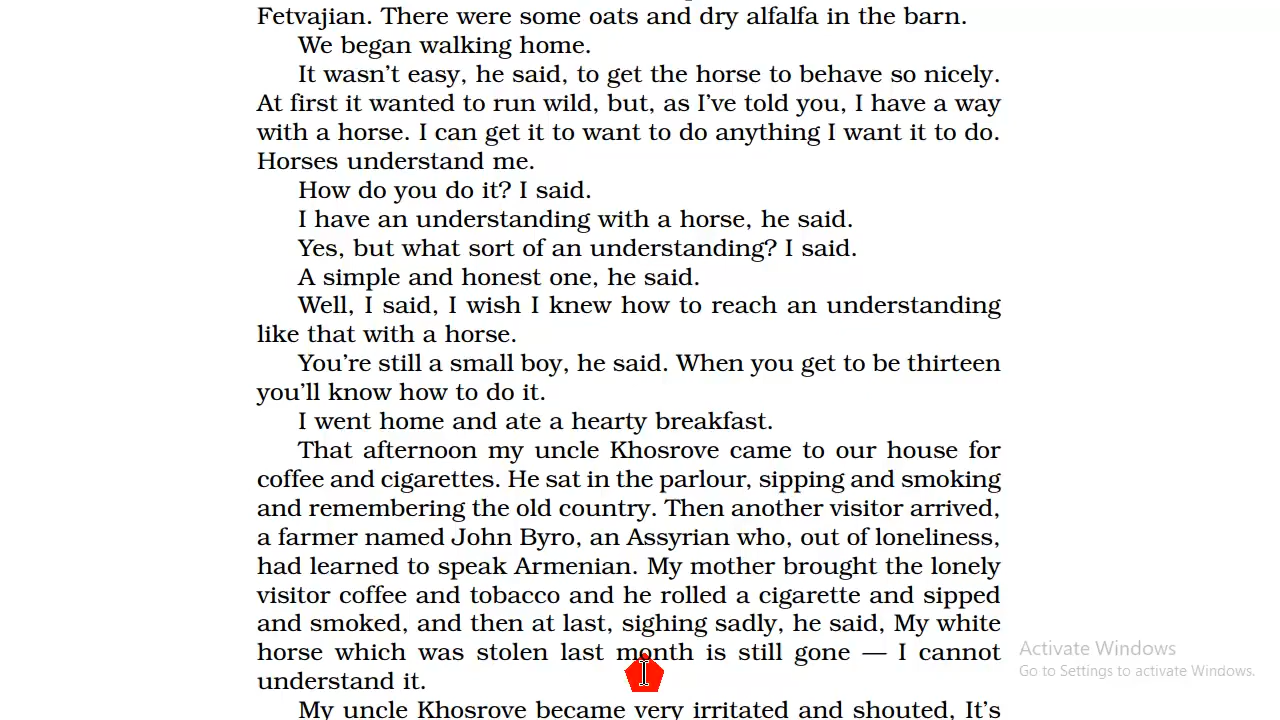 Fetvajian. There were some oats and dry alfalfa in the barn.
We began walking home.
It wasn't easy, he said, to get the horse to behave so nicely.
At first it wanted to run wild, but, as I've told you, I have a way
with a horse. I can get it to want to do anything I want it to do.
Horses understand me.
How do you do it? I said.
I have an understanding with a horse, he said.
Yes, but what sort of an understanding? I said.
A simple and honest one, he said.
Well, I said, I wish I knew how to reach an understanding
like that with a horse.
You're still a small boy, he said. When you get to be thirteen
you'll know how to do it.
I went home and ate a hearty breakfast.
That afternoon my uncle Khosrove came to our house for
coffee and cigarettes. He sat in the parlour, sipping and smoking
and remembering the old country. Then another visitor arrived,
a farmer named John Byro, an Assyrian who, out of loneliness,
had learned to speak Armenian. My mother brought the lonely
visitor coffee and tobacco and he rolled a cigarette and sipped
and smoked, and then at last, sighing sadly, he said, My white
horse which was stolen last month is still gone — I cannot
understand it.
My uncle Khosrove became very irritated and shouted, It's
Activate Windows
Go to Settings to activate Windows.